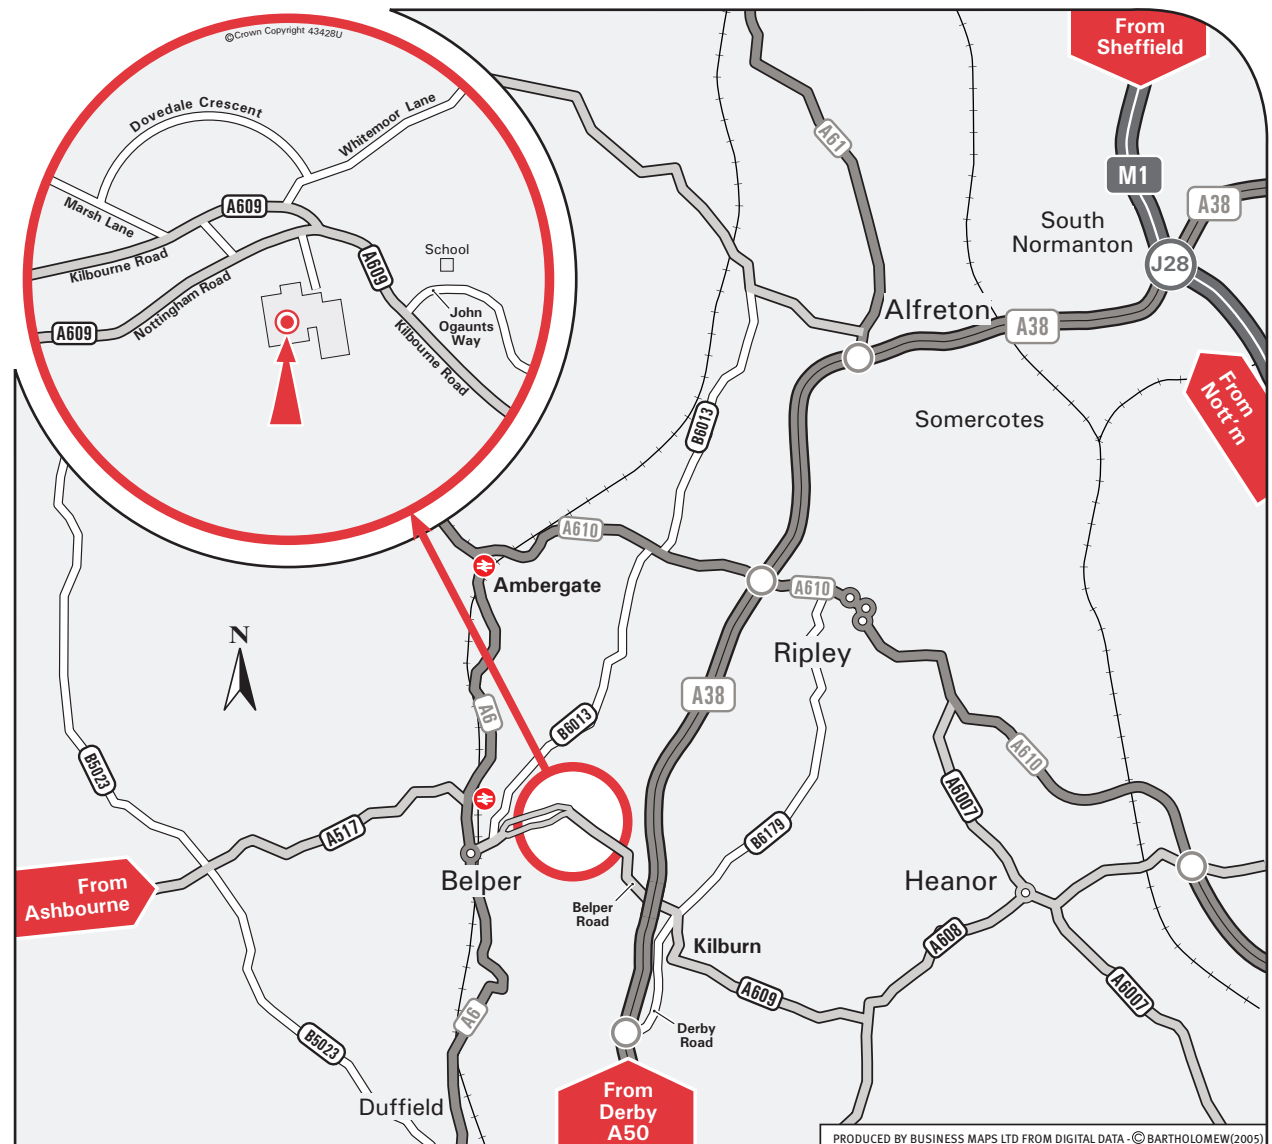 ©Crown Copyright 43428U
Dovedale Crescent
Whitemoor Lane
Marsh Lane
A609
Kilbourne Road
Nottingham Road
A609
A609
School
John
Ogaunts
Way
Kilbourne Road
From
Sheffield
M1
A38
A61
South
Normanton
J28
Alfreton
A38
From
Nott'm
Somercotes
B6013
A610
Ambergate
A610
Ripley
N
A38
A6
B6013
B5023
A610
A6007
A517
B6179
From
Ashbourne
Belper
Heanor
Belper
Road
Kilburn
A608
A609
A6007
A6
Derby
Road
B5023
Duffield
From
Derby
A50
PRODUCED BY BUSINESS MAPS LTD FROM DIGITAL DATA - © BARTHOLOMEW(2005)